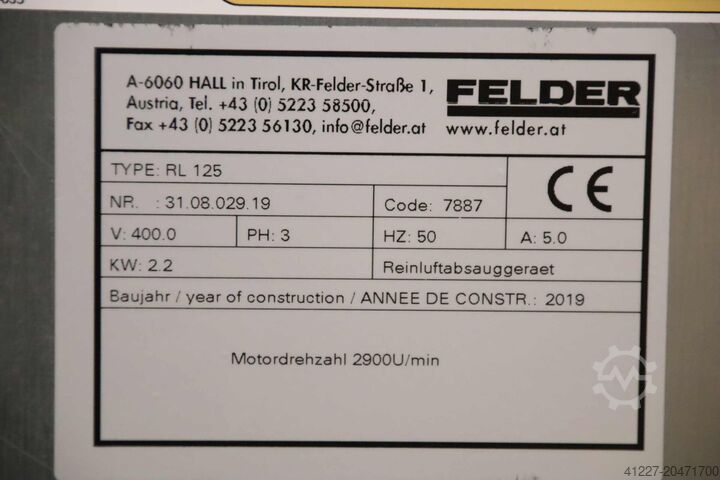 A-6060 HALL in Tirol, KR-Felder-Straße 1,
Austria, Tel. +43 (0) 5223 58500,
Fax +43 (0) 5223 56130, info@felder.at
FELDER
www.felder.at
TYPE: RL 125
NR. : 31.08.029.19
Code: 7887
CE
V: 400.0
PH: 3
HZ: 50
A: 5.0
KW: 2.2
Reinluftabsauggeraet
Baujahr / year of construction / ANNEE DE CONSTR.: 2019
Motordrehzahl 2900U/min
41227-20471700